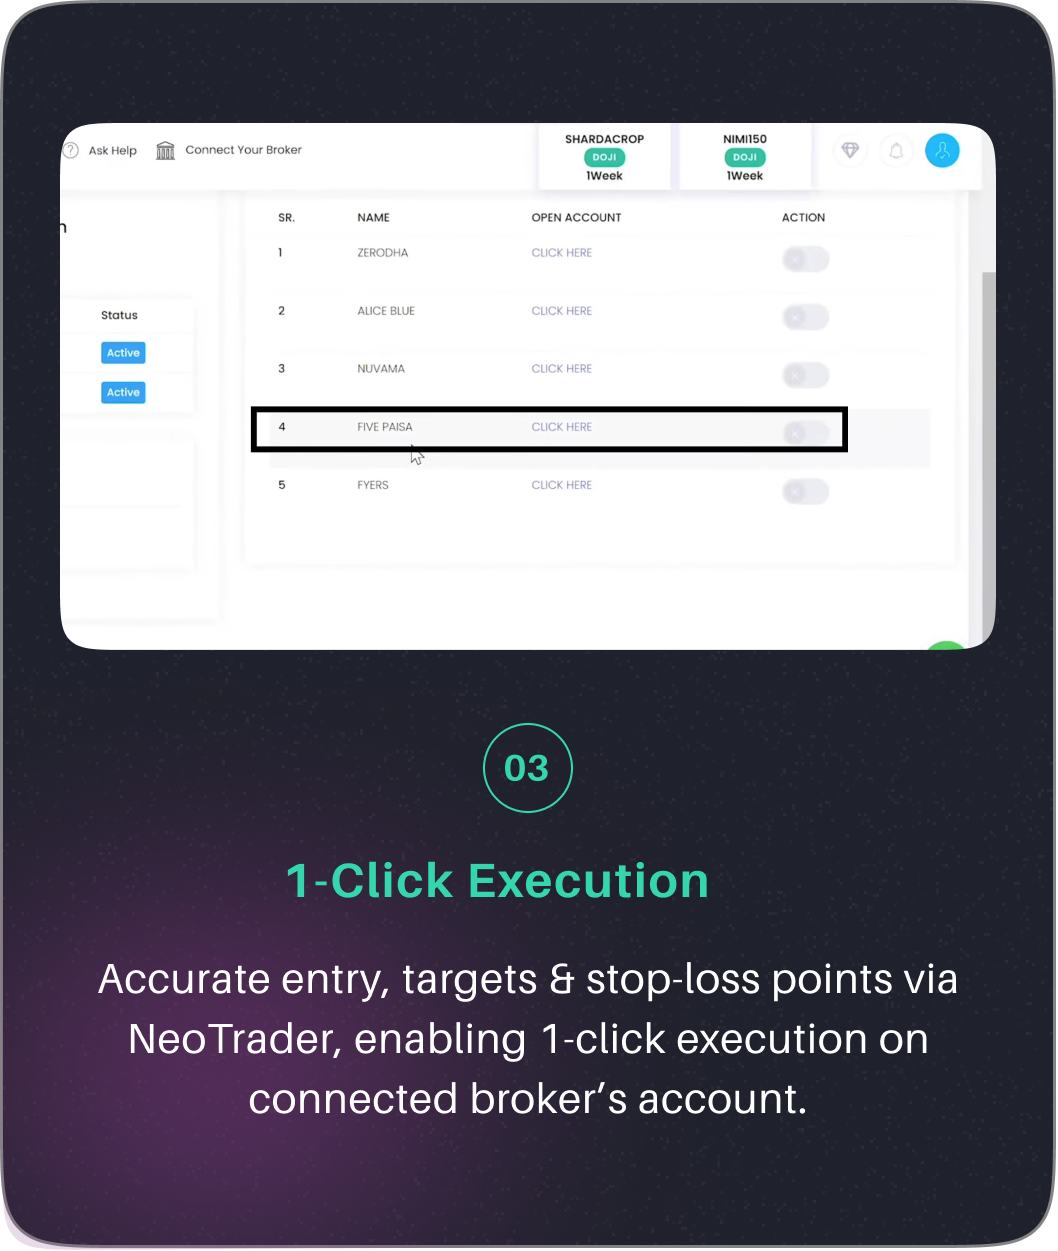 Ask Help
Connect Your Broker
SHARDACROP
DOJI
1Week
NIMI150
DOJI
1Week
n
Status
Active
Active
SR. NAME OPEN ACCOUNT ACTION
1 ZERODHA CLICK HERE
2 ALICE BLUE CLICK HERE
3 NUVAMA CLICK HERE
4 FIVE PAISA CLICK HERE
5 FYERS CLICK HERE
03
1-Click Execution
Accurate entry, targets & stop-loss points via
NeoTrader, enabling 1-click execution on
connected broker’s account.